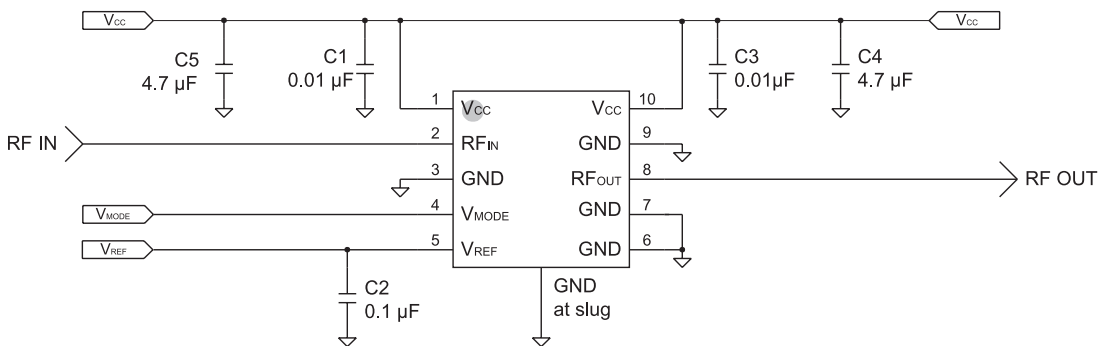 VCC
VCC
C5
4.7 µF
C1
0.01 µF
C3
0.01µF
C4
4.7 µF
1
VCC
VCC
10
RF IN
2
RFIN
GND
9
3
GND
RFOUT
8
RF OUT
VMODE
4
VMODE
GND
7
VREF
5
VREF
GND
6
C2
0.1 µF
GND
at slug